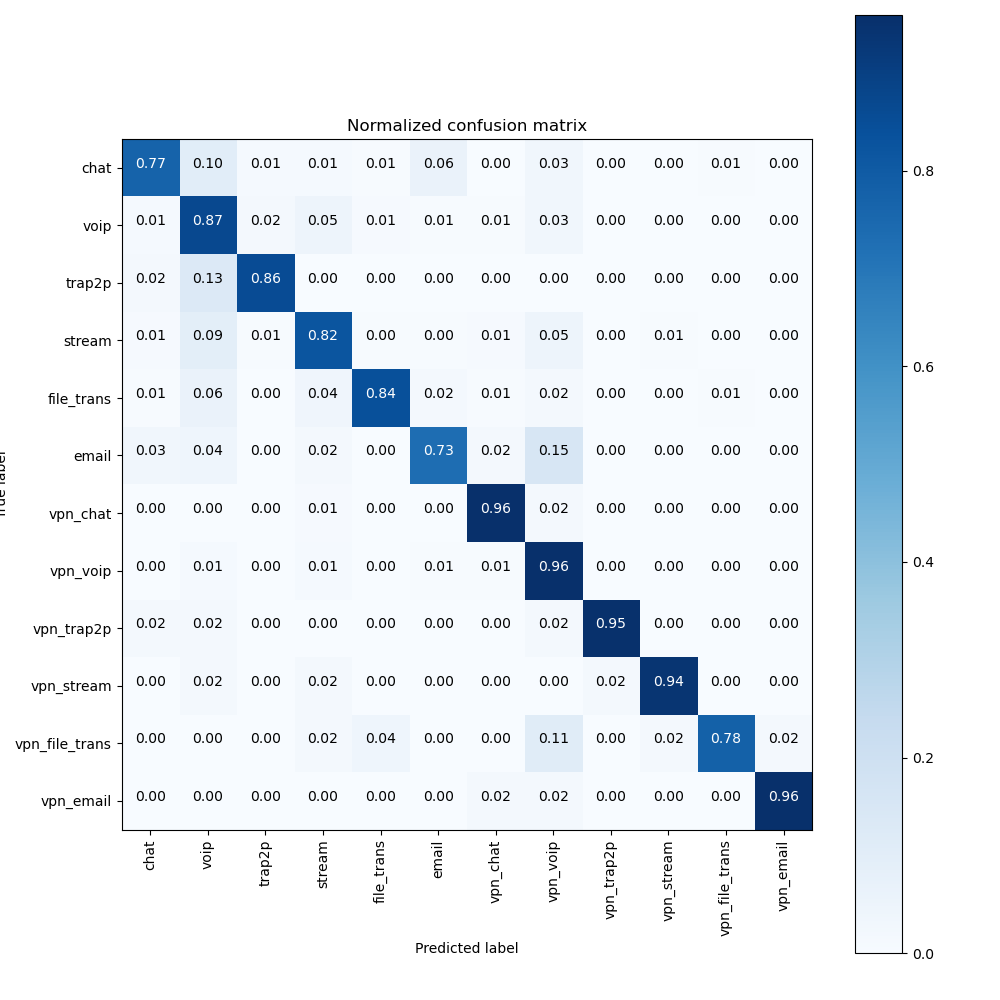 Normalized confusion matrix
chat 0.77 0.10 0.01 0.01 0.01 0.06 0.00 0.03 0.00 0.00 0.01 0.00
voip 0.01 0.87 0.02 0.05 0.01 0.01 0.01 0.03 0.00 0.00 0.00 0.00
trap2p 0.02 0.13 0.86 0.00 0.00 0.00 0.00 0.00 0.00 0.00 0.00 0.00
stream 0.01 0.09 0.01 0.82 0.00 0.00 0.01 0.05 0.00 0.01 0.00 0.00
file_trans 0.01 0.06 0.00 0.04 0.84 0.02 0.01 0.02 0.00 0.00 0.01 0.00
email 0.03 0.04 0.00 0.02 0.00 0.73 0.02 0.15 0.00 0.00 0.00 0.00
vpn_chat 0.00 0.00 0.00 0.01 0.00 0.00 0.96 0.02 0.00 0.00 0.00 0.00
vpn_voip 0.00 0.01 0.00 0.01 0.00 0.01 0.01 0.96 0.00 0.00 0.00 0.00
vpn_trap2p 0.02 0.02 0.00 0.00 0.00 0.00 0.00 0.02 0.95 0.00 0.00 0.00
vpn_stream 0.00 0.02 0.00 0.02 0.00 0.00 0.00 0.00 0.02 0.94 0.00 0.00
vpn_file_trans 0.00 0.00 0.00 0.02 0.04 0.00 0.00 0.11 0.00 0.02 0.78 0.02
vpn_email 0.00 0.00 0.00 0.00 0.00 0.00 0.02 0.02 0.00 0.00 0.00 0.96
chat voip trap2p stream file_trans email vpn_chat vpn_voip vpn_trap2p vpn_stream vpn_file_trans vpn_email
Predicted label
label
0.8
0.6
0.4
0.2
0.0